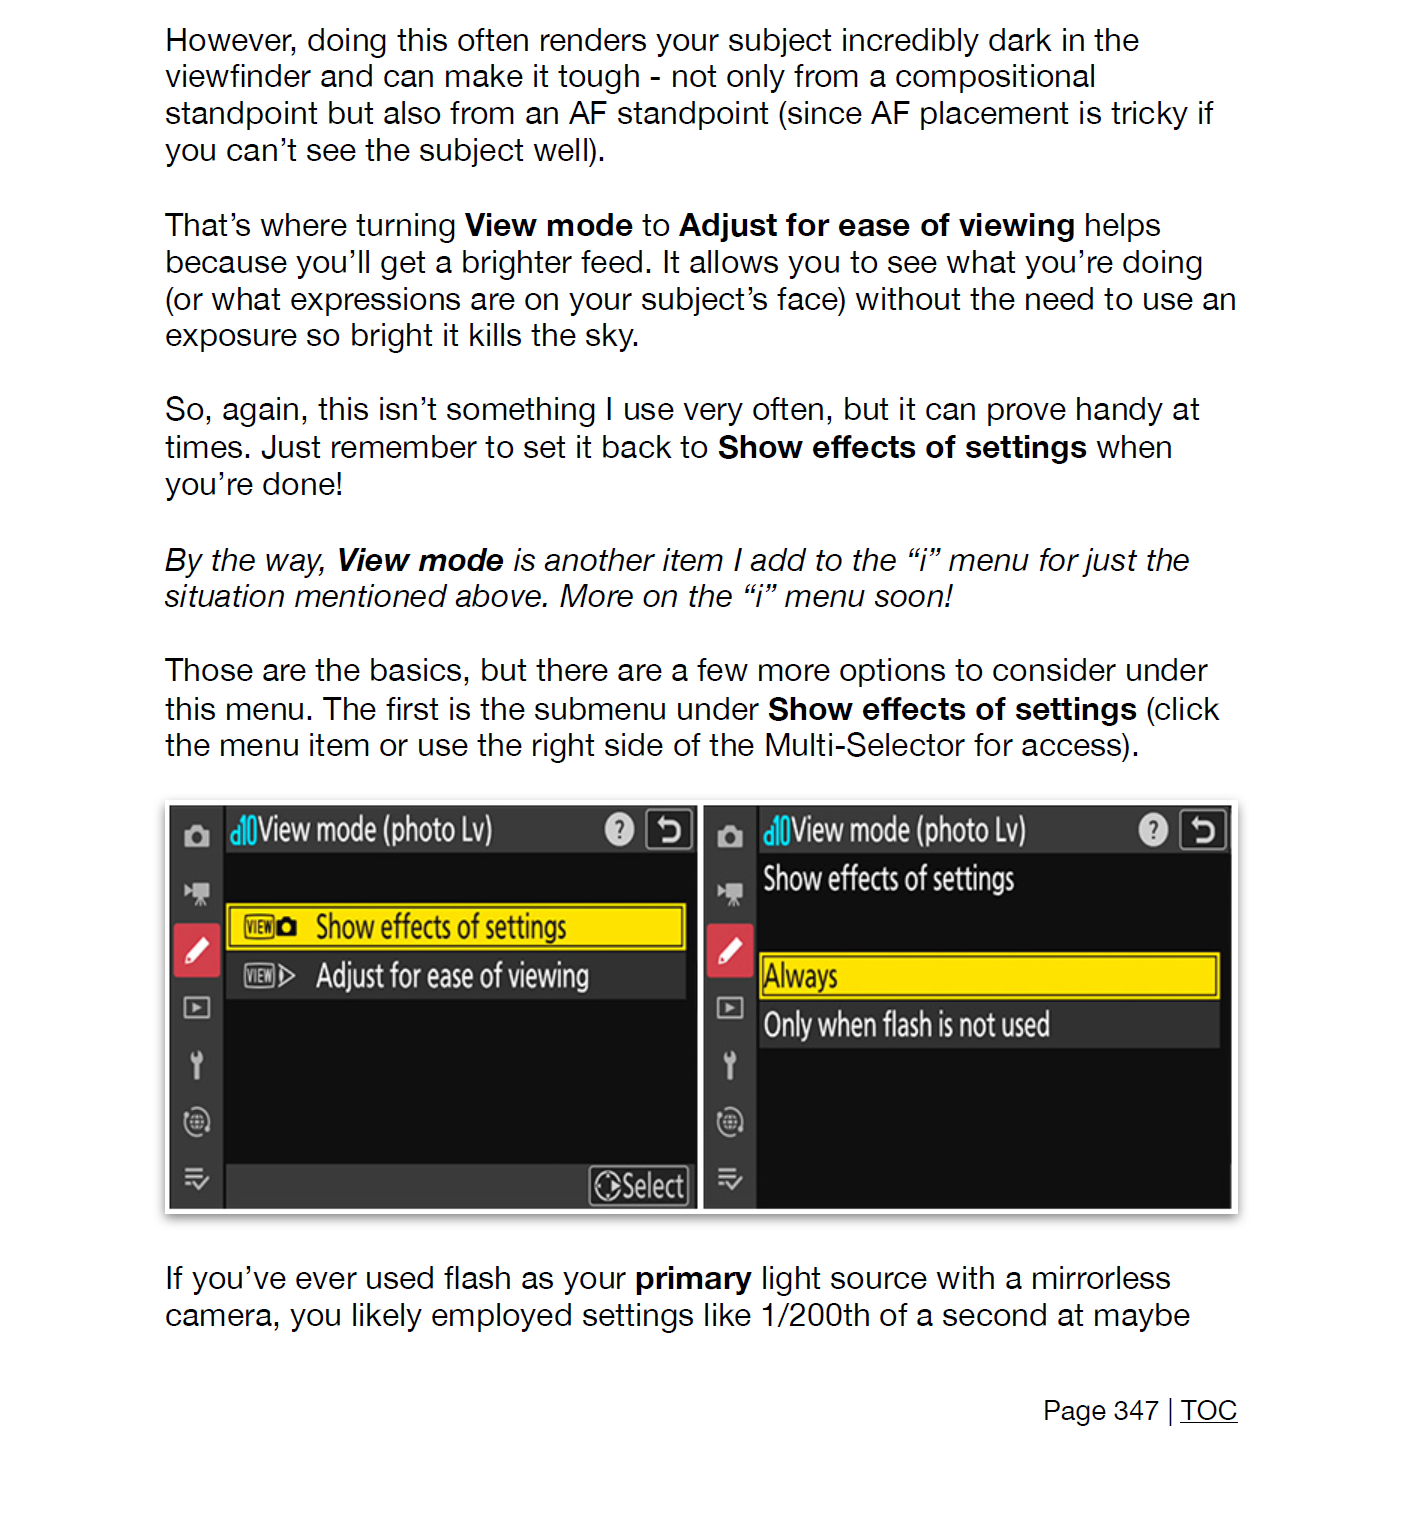 However, doing this often renders your subject incredibly dark in the
viewfinder and can make it tough - not only from a compositional
standpoint but also from an AF standpoint (since AF placement is tricky if
you can’t see the subject well).
That’s where turning View mode to Adjust for ease of viewing helps
because you’ll get a brighter feed. It allows you to see what you’re doing
(or what expressions are on your subject’s face) without the need to use an
exposure so bright it kills the sky.
So, again, this isn’t something I use very often, but it can prove handy at
times. Just remember to set it back to Show effects of settings when
you’re done!
By the way, View mode is another item I add to the “i” menu for just the
situation mentioned above. More on the “i” menu soon!
Those are the basics, but there are a few more options to consider under
this menu. The first is the submenu under Show effects of settings (click
the menu item or use the right side of the Multi-Selector for access).
d10View mode (photo Lv) ?
VIEW Show effects of settings
VIEW Adjust for ease of viewing
Select
d10View mode (photo Lv) ?
Show effects of settings
Always
Only when flash is not used
If you’ve ever used flash as your primary light source with a mirrorless
camera, you likely employed settings like 1/200th of a second at maybe
Page 347 | TOC